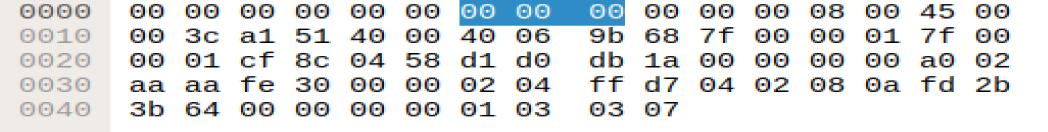 0000 00 00 00 00 00 00 00 00 00 00 00 00 08 00 45 00
0010 00 3c a1 51 40 00 40 06 9b 68 7f 00 00 01 7f 00
0020 00 01 cf 8c 04 58 d1 d0 db 1a 00 00 00 00 a0 02
0030 aa aa fe 30 00 00 02 04 ff d7 04 02 08 0a fd 2b
0040 3b 64 00 00 00 00 01 03 03 07